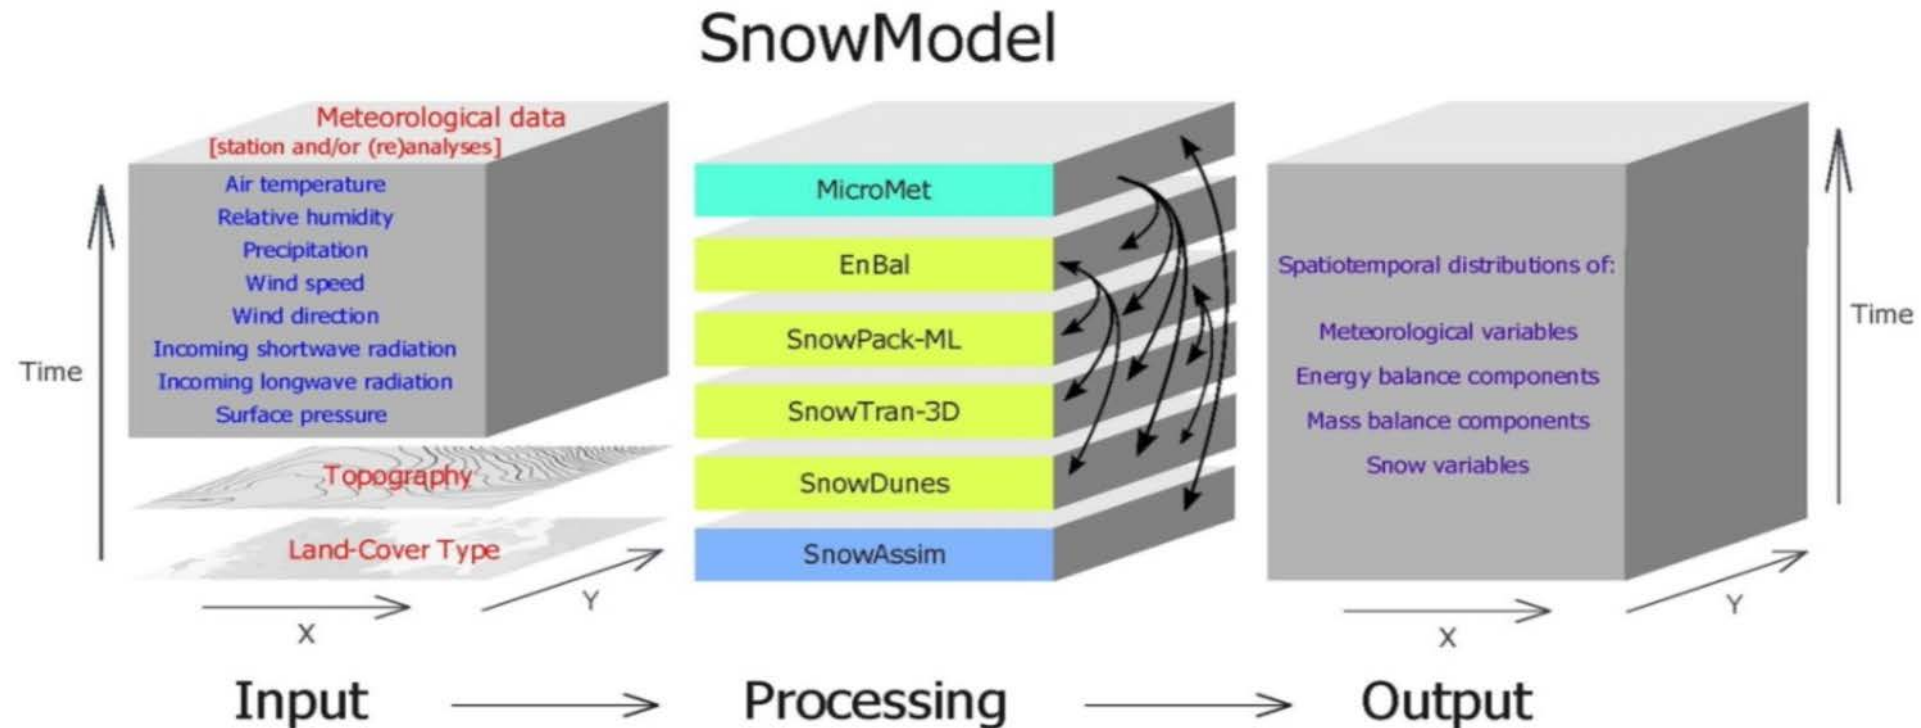 SnowModel
Meteorological data
[station and/or (re)analyses]
Air temperature
Relative humidity
Precipitation
Wind speed
Wind direction
Incoming shortwave radiation
Incoming longwave radiation
Surface pressure
Topography
Land-Cover Type
Time
X
Y
MicroMet
EnBal
SnowPack-ML
SnowTran-3D
SnowDunes
SnowAssim
Spatiotemporal distributions of:
Meteorological variables
Energy balance components
Mass balance components
Snow variables
Time
X
Y
Input
Processing
Output